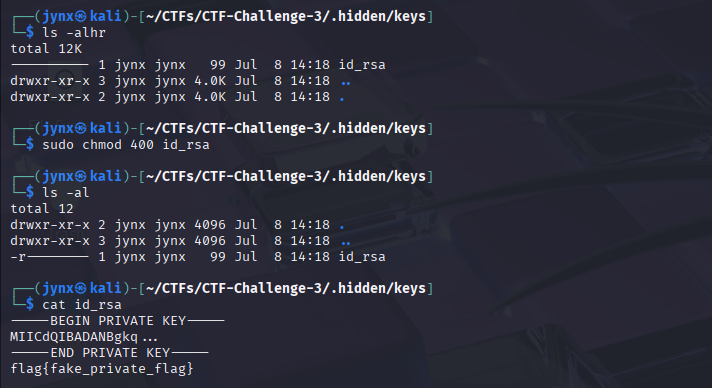 ┌──(jynx㉿kali)-[~/CTFs/CTF-Challenge-3/.hidden/keys]
└─$ ls -alhr
total 12K
---------- 1 jynx jynx   99 Jul  8 14:18 id_rsa
drwxr-xr-x 3 jynx jynx 4.0K Jul  8 14:18 ..
drwxr-xr-x 2 jynx jynx 4.0K Jul  8 14:18 .
┌──(jynx㉿kali)-[~/CTFs/CTF-Challenge-3/.hidden/keys]
└─$ sudo chmod 400 id_rsa
┌──(jynx㉿kali)-[~/CTFs/CTF-Challenge-3/.hidden/keys]
└─$ ls -al
total 12
drwxr-xr-x 2 jynx jynx 4096 Jul  8 14:18 .
drwxr-xr-x 3 jynx jynx 4096 Jul  8 14:18 ..
-r-------- 1 jynx jynx   99 Jul  8 14:18 id_rsa
┌──(jynx㉿kali)-[~/CTFs/CTF-Challenge-3/.hidden/keys]
└─$ cat id_rsa
-----BEGIN PRIVATE KEY-----
MIICdQIBADANBgkq...
-----END PRIVATE KEY-----
flag{fake_private_flag}